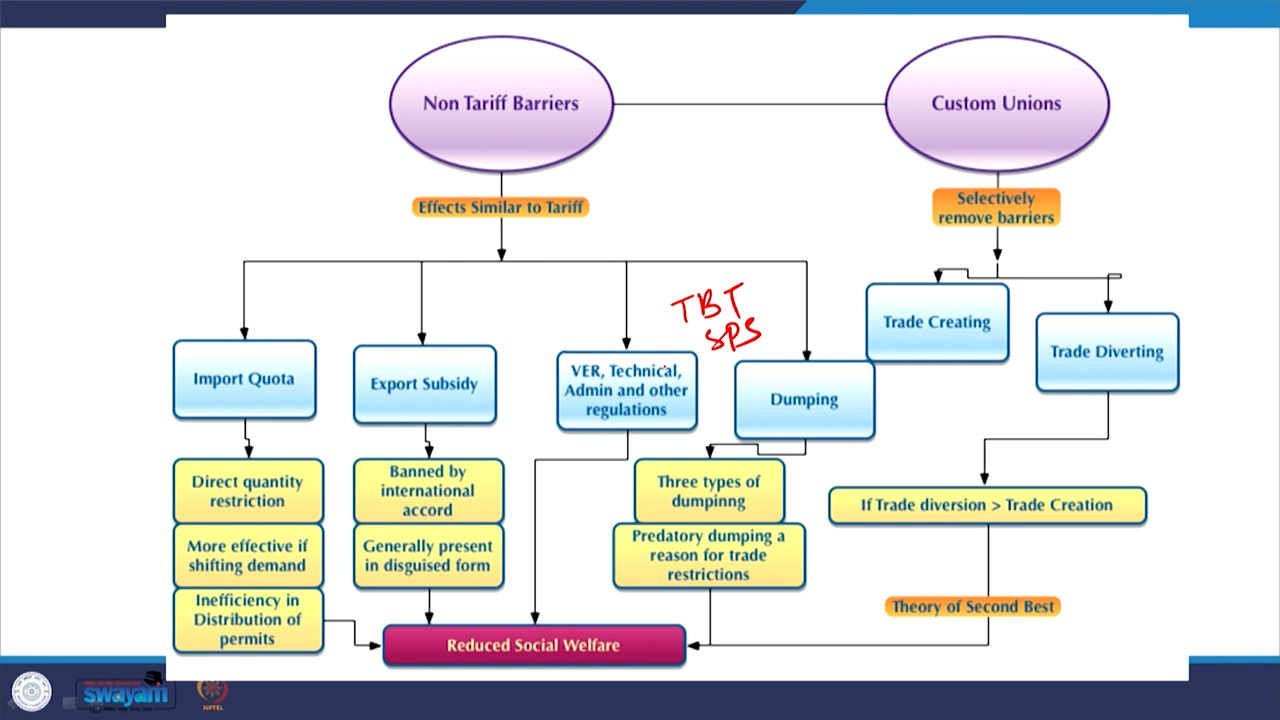 Non Tariff Barriers
Custom Unions
Effects Similar to Tariff
Selectively
remove barriers
TBT
SPS
Import Quota
Export Subsidy
VER, Technical,
Admin and other
regulations
Dumping
Trade Creating
Trade Diverting
Direct quantity
restriction
More effective if
shifting demand
Inefficiency in
Distribution of
permits
Banned by
international
accord
Generally present
in disguised form
Three types of
dumpinng
Predatory dumping a
reason for trade
restrictions
If Trade diversion > Trade Creation
Theory of Second Best
Reduced Social Welfare
swayam
NPTEL